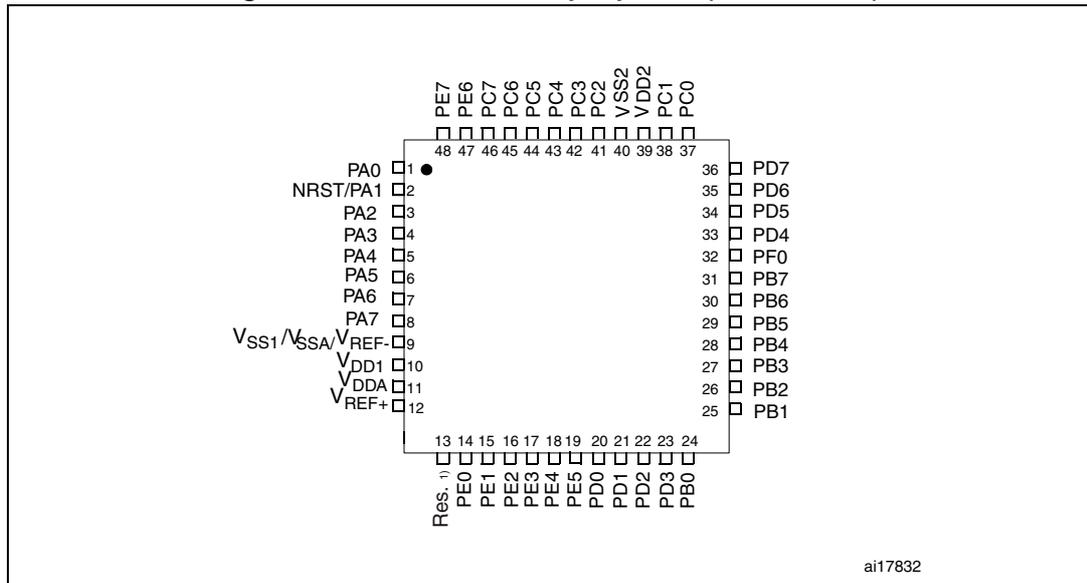 PE7 PE6 PC7 PC6 PC5 PC4 PC3 PC2 VSS2 VDD2 PC1 PC0
48 47 46 45 44 43 42 41 40 39 38 37
PA0 1
NRST/PA1 2
PA2 3
PA3 4
PA4 5
PA5 6
PA6 7
PA7 8
VSS1/VSSA/VREF- 9
VDD1 10
VDDA 11
VREF+ 12
36 PD7
35 PD6
34 PD5
33 PD4
32 PF0
31 PB7
30 PB6
29 PB5
28 PB4
27 PB3
26 PB2
25 PB1
13 14 15 16 17 18 19 20 21 22 23 24
Res. 1) PE0 PE1 PE2 PE3 PE4 PE5 PD0 PD1 PD2 PD3 PB0
ai17832